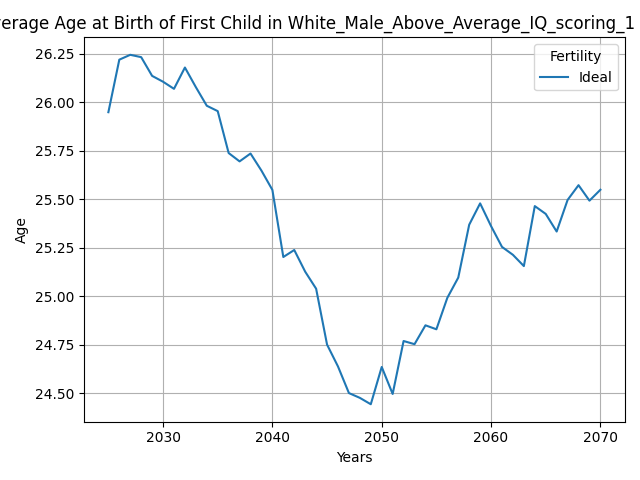 verage Age at Birth of First Child in White_Male_Above_Average_IQ_scoring_1
Fertility
Ideal
26.25
26.00
25.75
25.50
25.25
25.00
24.75
24.50
Age
2030 2040 2050 2060 2070
Years